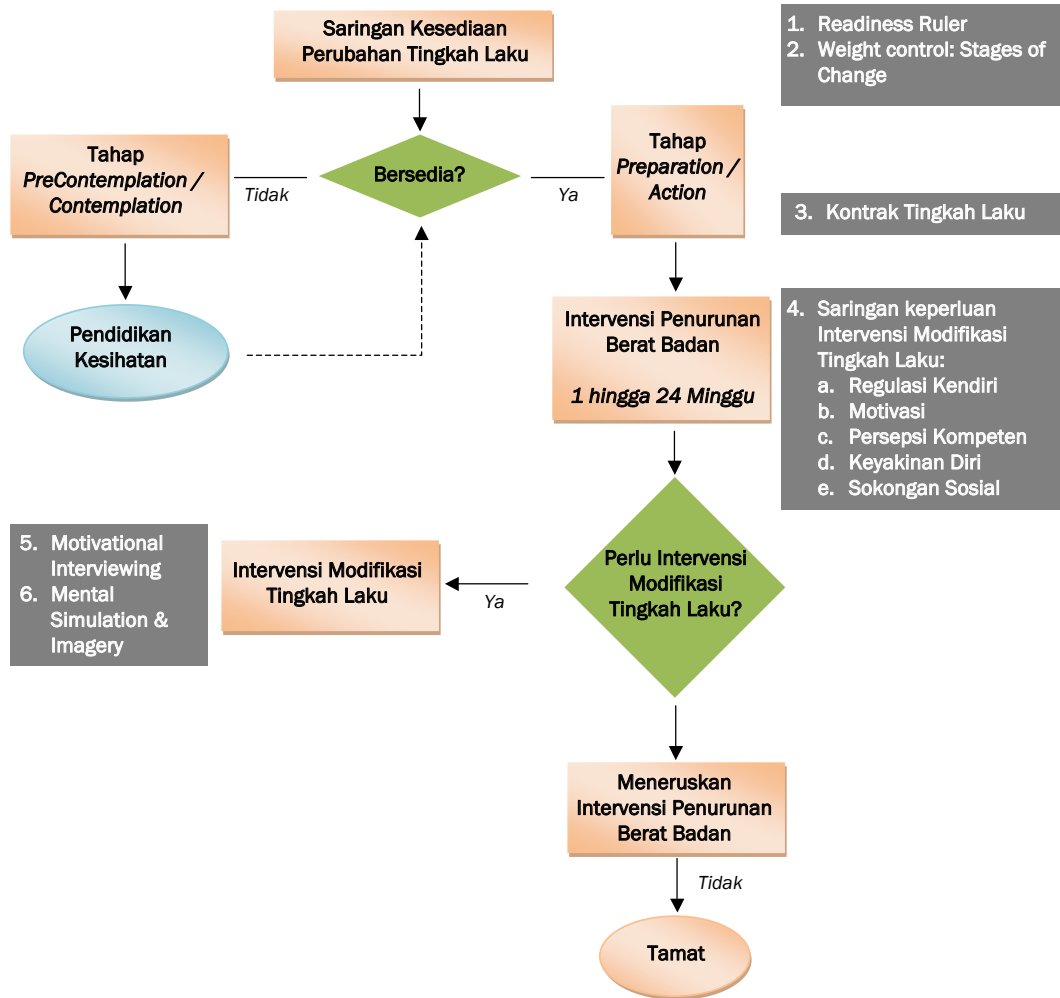 Saringan Kesediaan
Perubahan Tingkah Laku
1. Readiness Ruler
2. Weight control: Stages of
Change
Tahap
PreContemplation /
Contemplation
Tidak
Bersedia?
Ya
Tahap
Preparation /
Action
3. Kontrak Tingkah Laku
Pendidikan
Kesihatan
Intervensi Penurunan
Berat Badan
1 hingga 24 Minggu
4. Saringan keperluan
Intervensi Modifikasi
Tingkah Laku:
a. Regulasi Kendiri
b. Motivasi
c. Persepsi Kompeten
d. Keyakinan Diri
e. Sokongan Sosial
5. Motivational
Interviewing
6. Mental
Simulation &
Imagery
Intervensi Modifikasi
Tingkah Laku
Ya
Perlu Intervensi
Modifikasi
Tingkah Laku?
Meneruskan
Intervensi Penurunan
Berat Badan
Tidak
Tamat